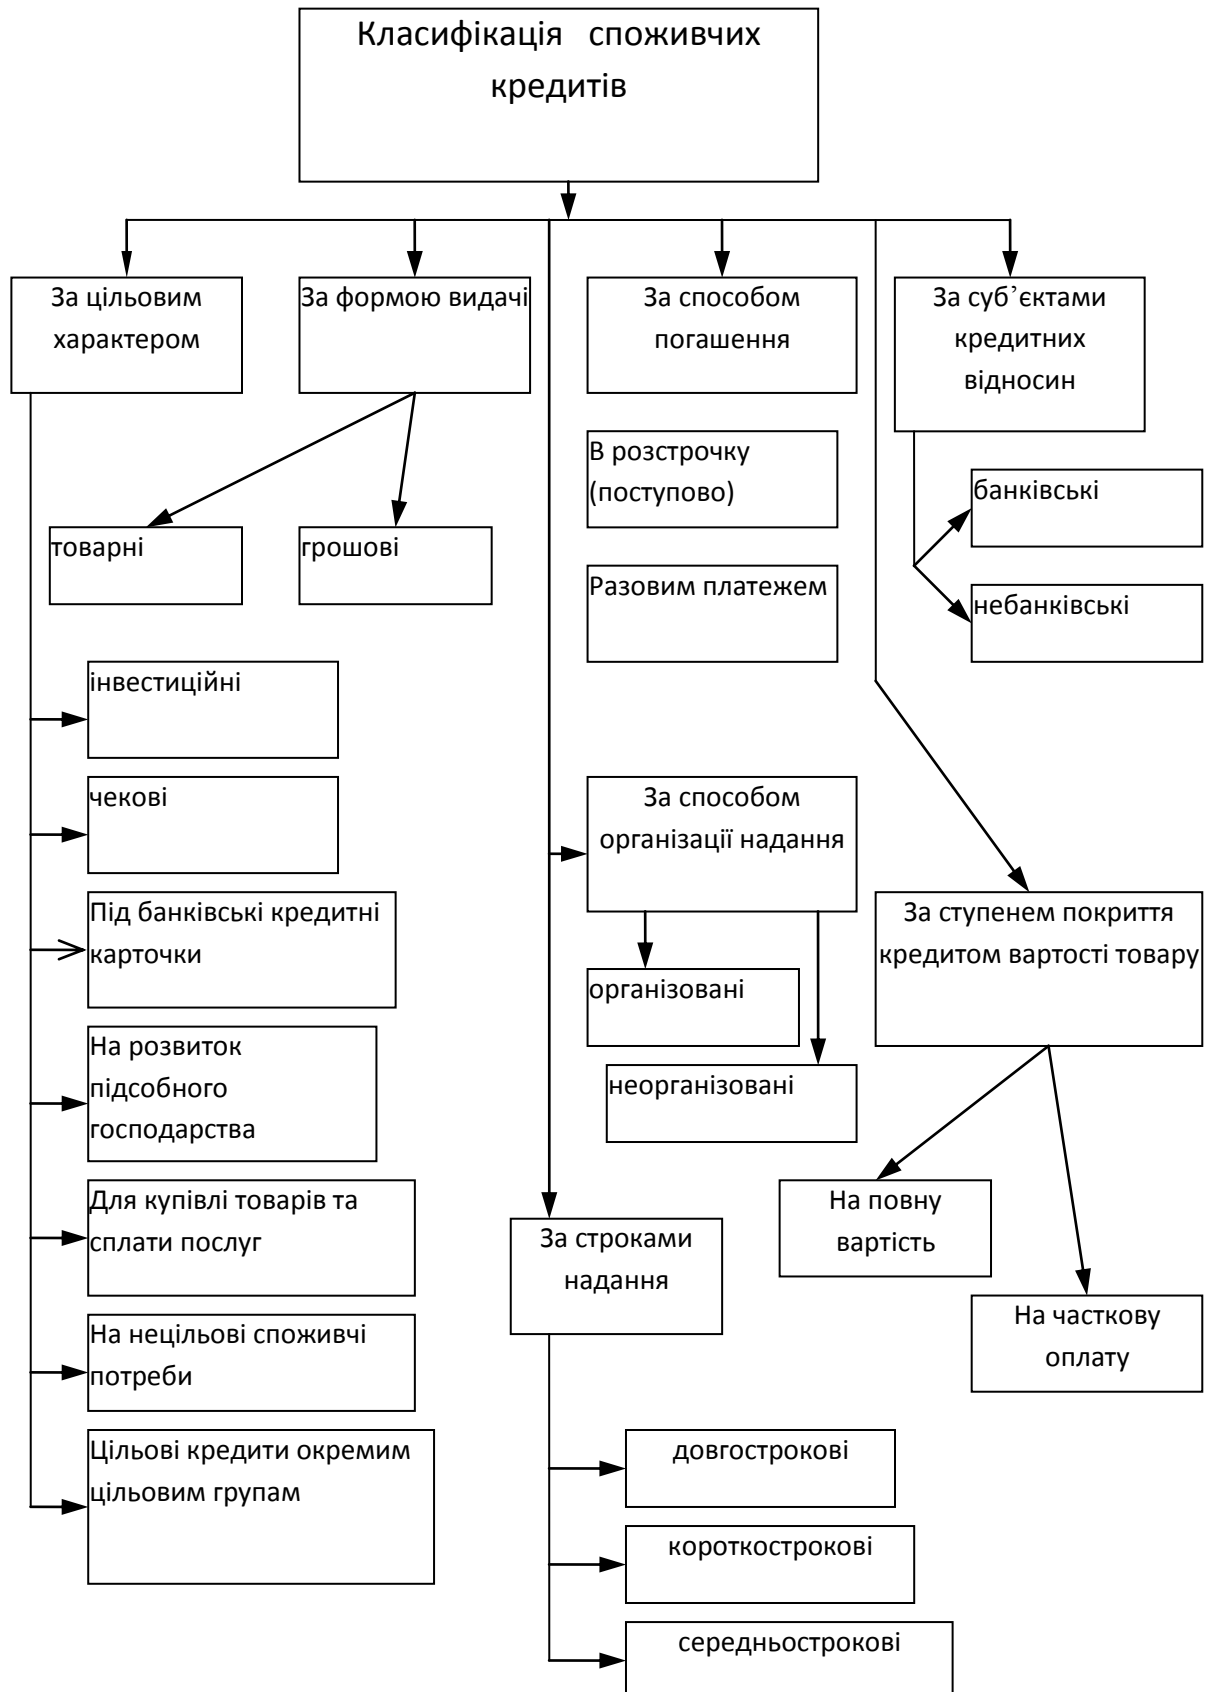 Класифікація споживчих
кредитів
За цільовим
характером
За формою видачі
За способом
погашення
За суб’єктами
кредитних
відносин
В розстрочку
(поступово)
банківські
товарні
грошові
Разовим платежем
небанківські
інвестиційні
чекові
За способом
організації надання
Під банківські кредитні
карточки
За ступенем покриття
кредитом вартості товару
організовані
На розвиток
підсобного
господарства
неорганізовані
Для купівлі товарів та
сплати послуг
На повну
вартість
За строками
надання
На нецільові споживчі
потреби
На часткову
оплату
Цільові кредити окремим
цільовим групам
довгострокові
короткострокові
середньострокові